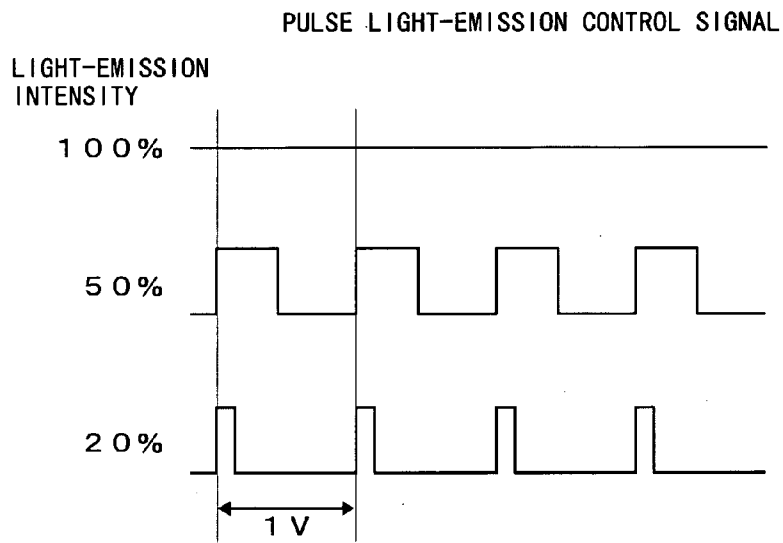 PULSE LIGHT-EMISSION CONTROL SIGNAL
LIGHT-EMISSION
INTENSITY
100%
50%
20%
1V